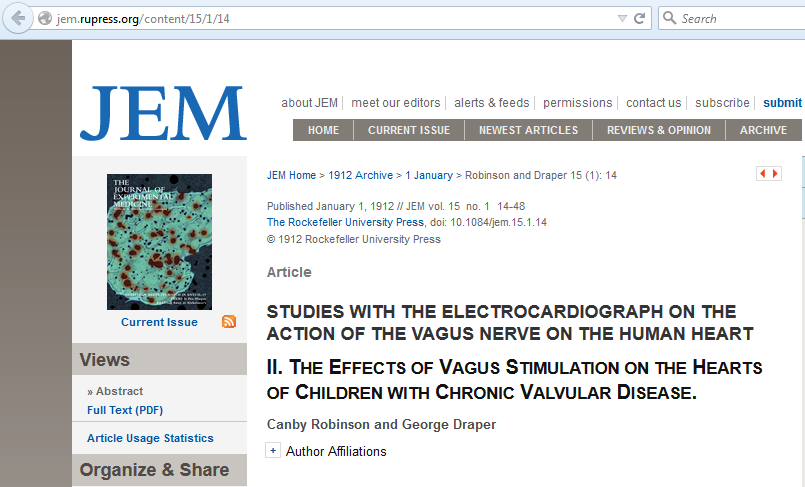 jem.rupress.org/content/15/1/14
Search
JEM
about JEM meet our editors alerts & feeds permissions contact us subscribe submit
HOME CURRENT ISSUE NEWEST ARTICLES REVIEWS & OPINION ARCHIVE
THE
JOURNAL OF
EXPERIMENTAL
MEDICINE
Current Issue
Views
» Abstract
Full Text (PDF)
Article Usage Statistics
Organize & Share
JEM Home > 1912 Archive > 1 January > Robinson and Draper 15 (1): 14
Published January 1, 1912 // JEM vol. 15 no. 1 14-48
The Rockefeller University Press, doi: 10.1084/jem.15.1.14
© 1912 Rockefeller University Press
Article
STUDIES WITH THE ELECTROCARDIOGRAPH ON THE
ACTION OF THE VAGUS NERVE ON THE HUMAN HEART
II. THE EFFECTS OF VAGUS STIMULATION ON THE HEARTS
OF CHILDREN WITH CHRONIC VALVULAR DISEASE.
Canby Robinson and George Draper
+ Author Affiliations